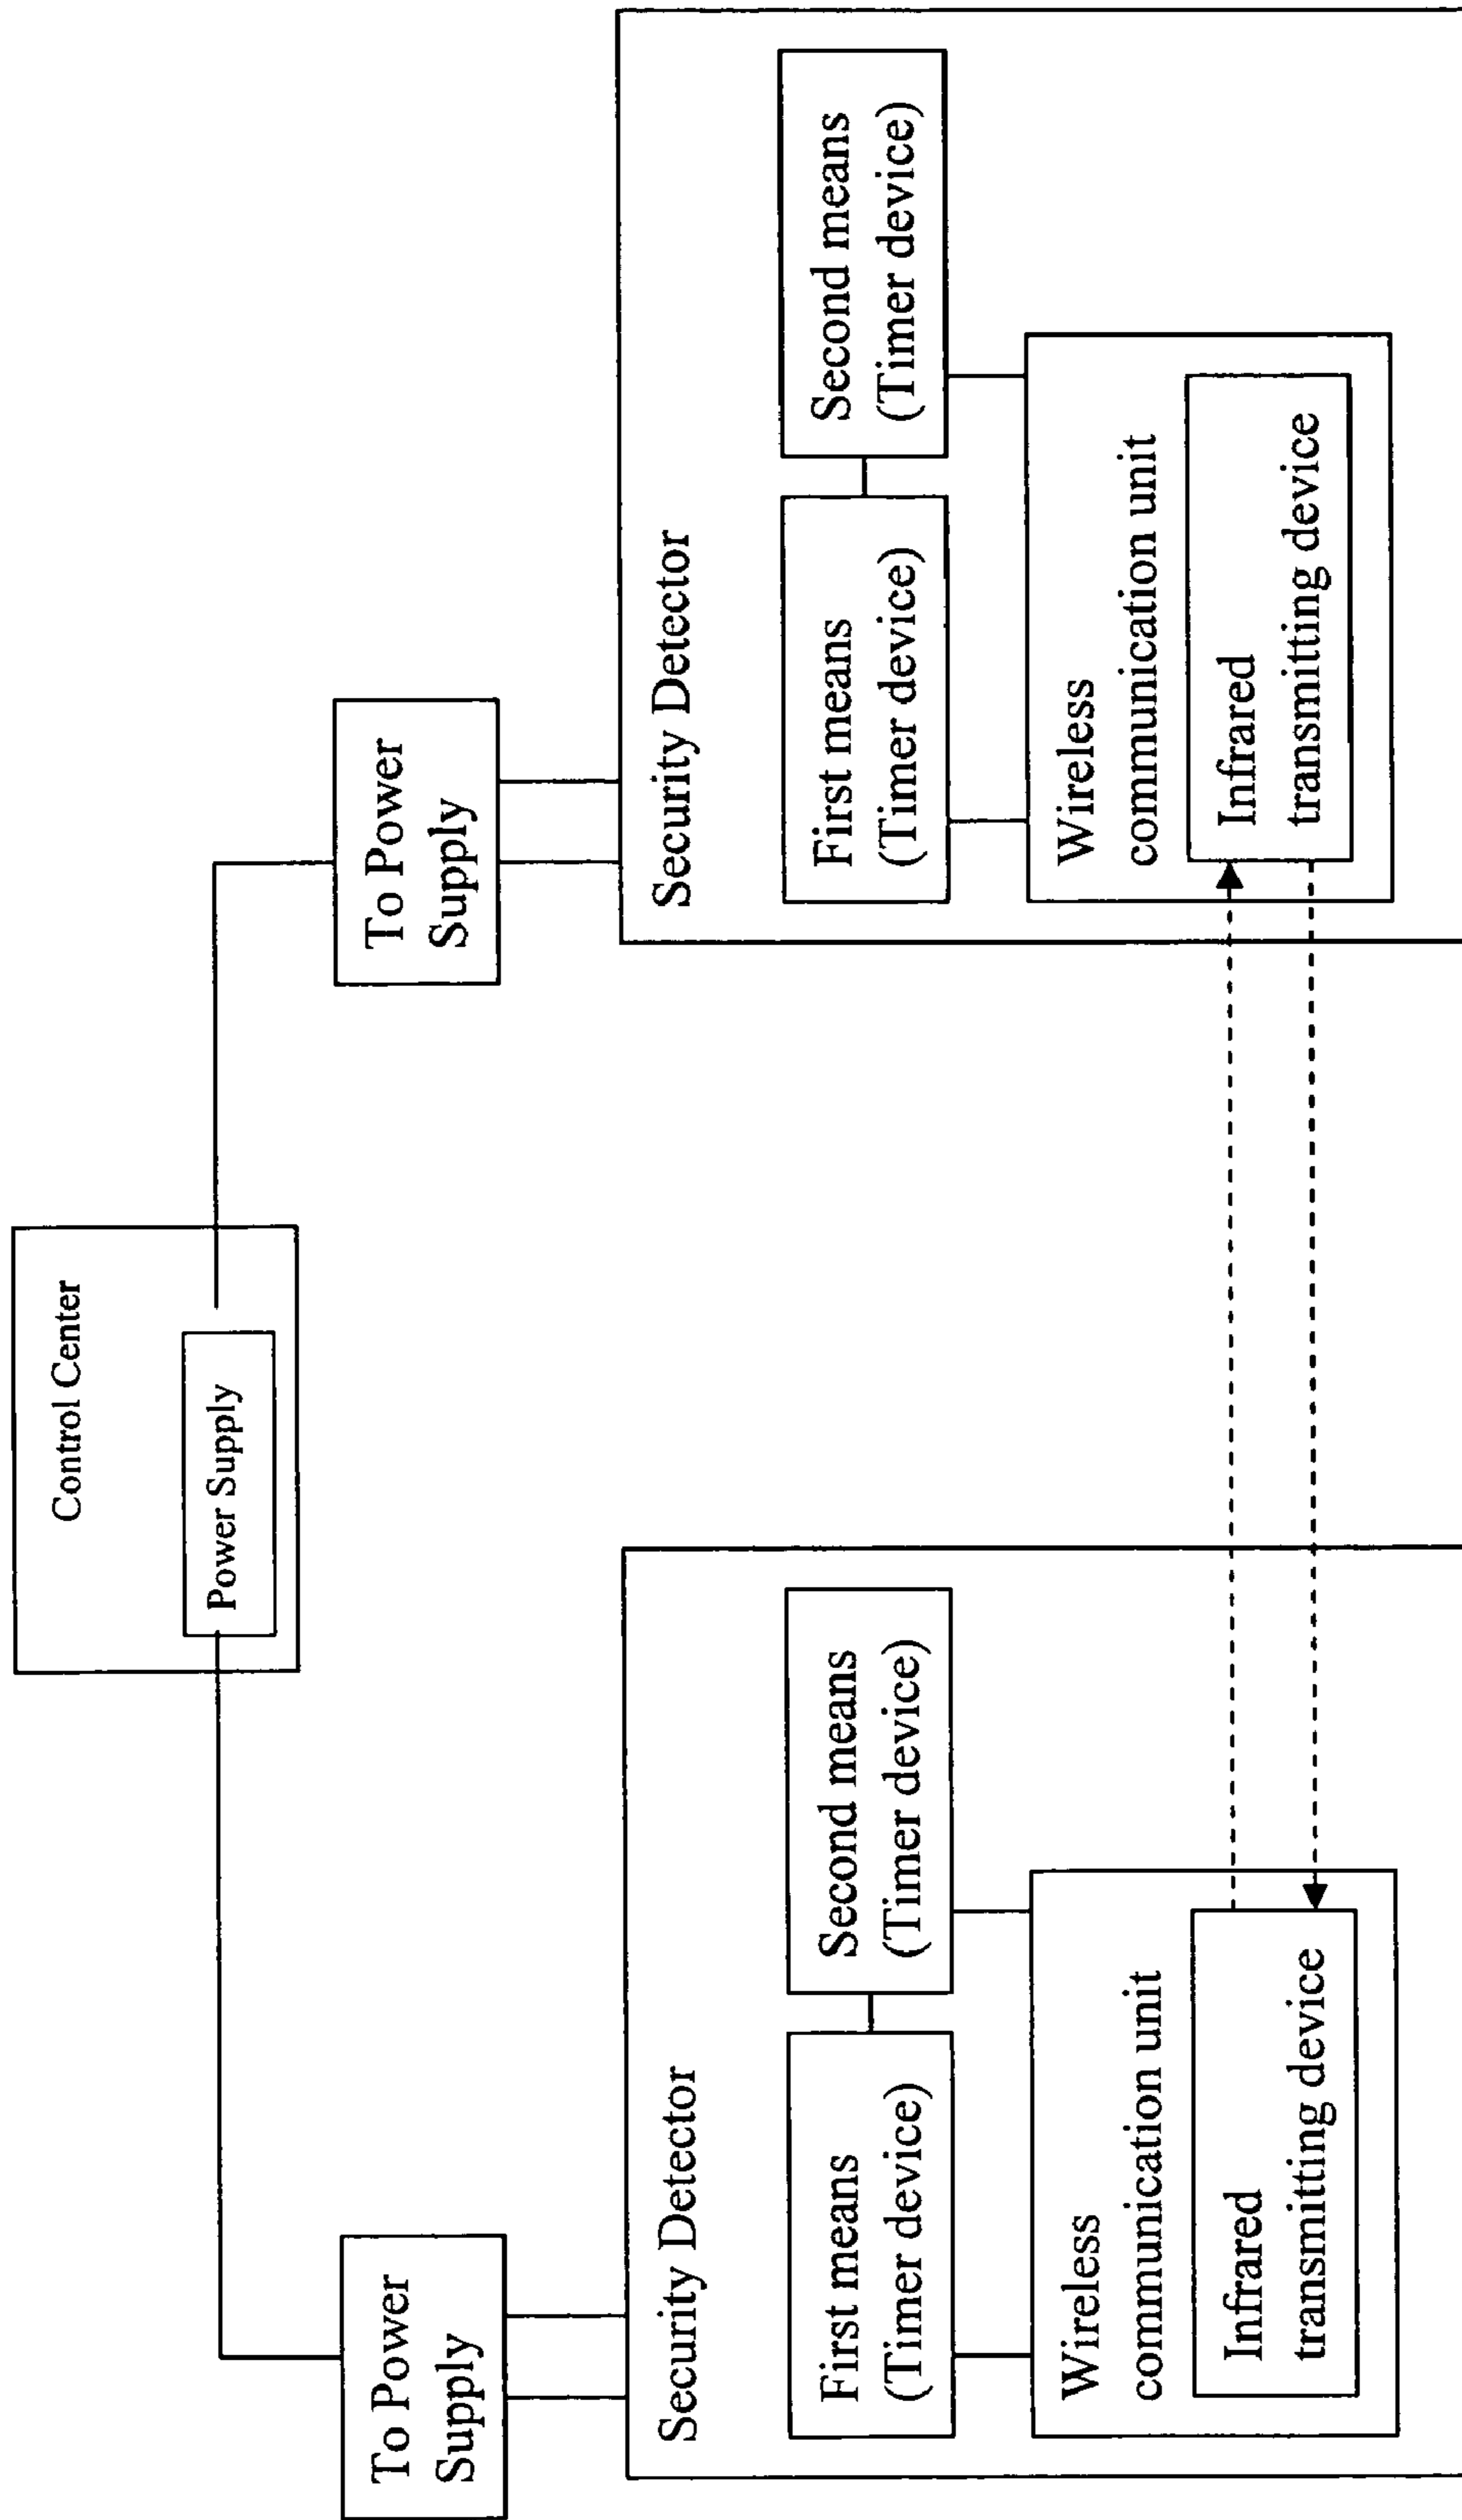 Control Center
Power Supply
To Power
Supply
Security Detector
First means
(Timer device)
Second means
(Timer device)
Wireless
communication unit
Infrared
transmitting device
To Power
Supply
Security Detector
First means
(Timer device)
Second means
(Timer device)
Wireless
communication unit
Infrared
transmitting device